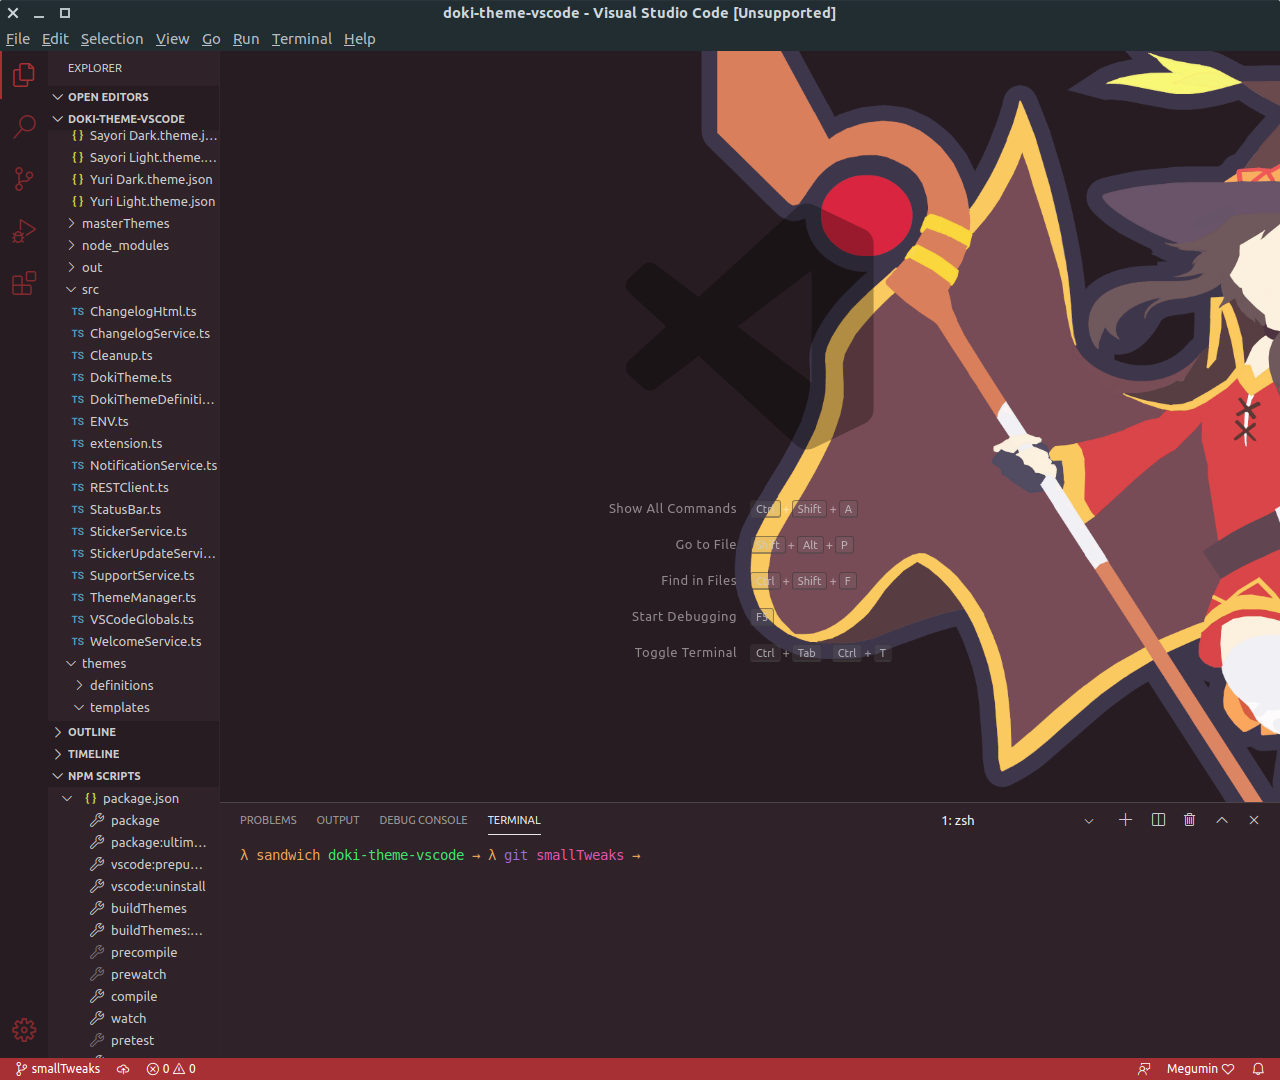 doki-theme-vscode - Visual Studio Code [Unsupported]
File Edit Selection View Go Run Terminal Help
EXPLORER
OPEN EDITORS
DOKI-THEME-VSCODE
{} Sayori Dark.theme.j...
{} Sayori Light.theme....
{} Yuri Dark.theme.json
{} Yuri Light.theme.json
masterThemes
node_modules
out
src
TS ChangelogHtml.ts
TS ChangelogService.ts
TS Cleanup.ts
TS DokiTheme.ts
TS DokiThemeDefiniti...
TS ENV.ts
TS extension.ts
TS NotificationService.ts
TS RESTClient.ts
TS StatusBar.ts
TS StickerService.ts
TS StickerUpdateServi...
TS SupportService.ts
TS ThemeManager.ts
TS VSCodeGlobals.ts
TS WelcomeService.ts
themes
definitions
templates
OUTLINE
TIMELINE
NPM SCRIPTS
{} package.json
package
package:ultim...
vscode:prepu...
vscode:uninstall
buildThemes
buildThemes:...
precompile
prewatch
compile
watch
pretest
Show All Commands Ctrl + Shift + A
Go to File Shift + Alt + P
Find in Files Ctrl + Shift + F
Start Debugging F5
Toggle Terminal Ctrl + Tab Ctrl + T
PROBLEMS OUTPUT DEBUG CONSOLE TERMINAL 1: zsh
λ sandwich doki-theme-vscode → λ git smallTweaks →
smallTweaks 0 0 Megumin ♡